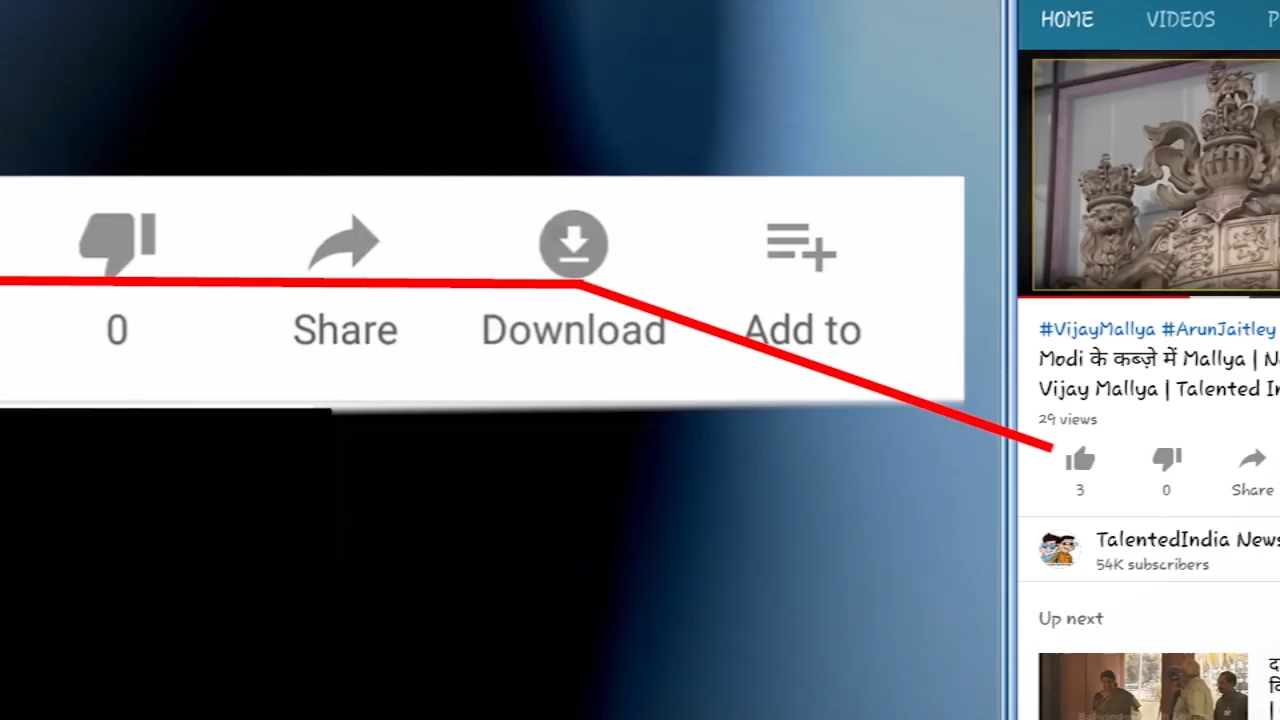 HOME VIDEOS
0 Share Download Add to
#VijayMallya #ArunJaitley
Modi के कब्ज़े में Mallya |
Vijay Mallya | Talented
29 views
3 0 Share
TalentedIndia News
54K subscribers
Up next